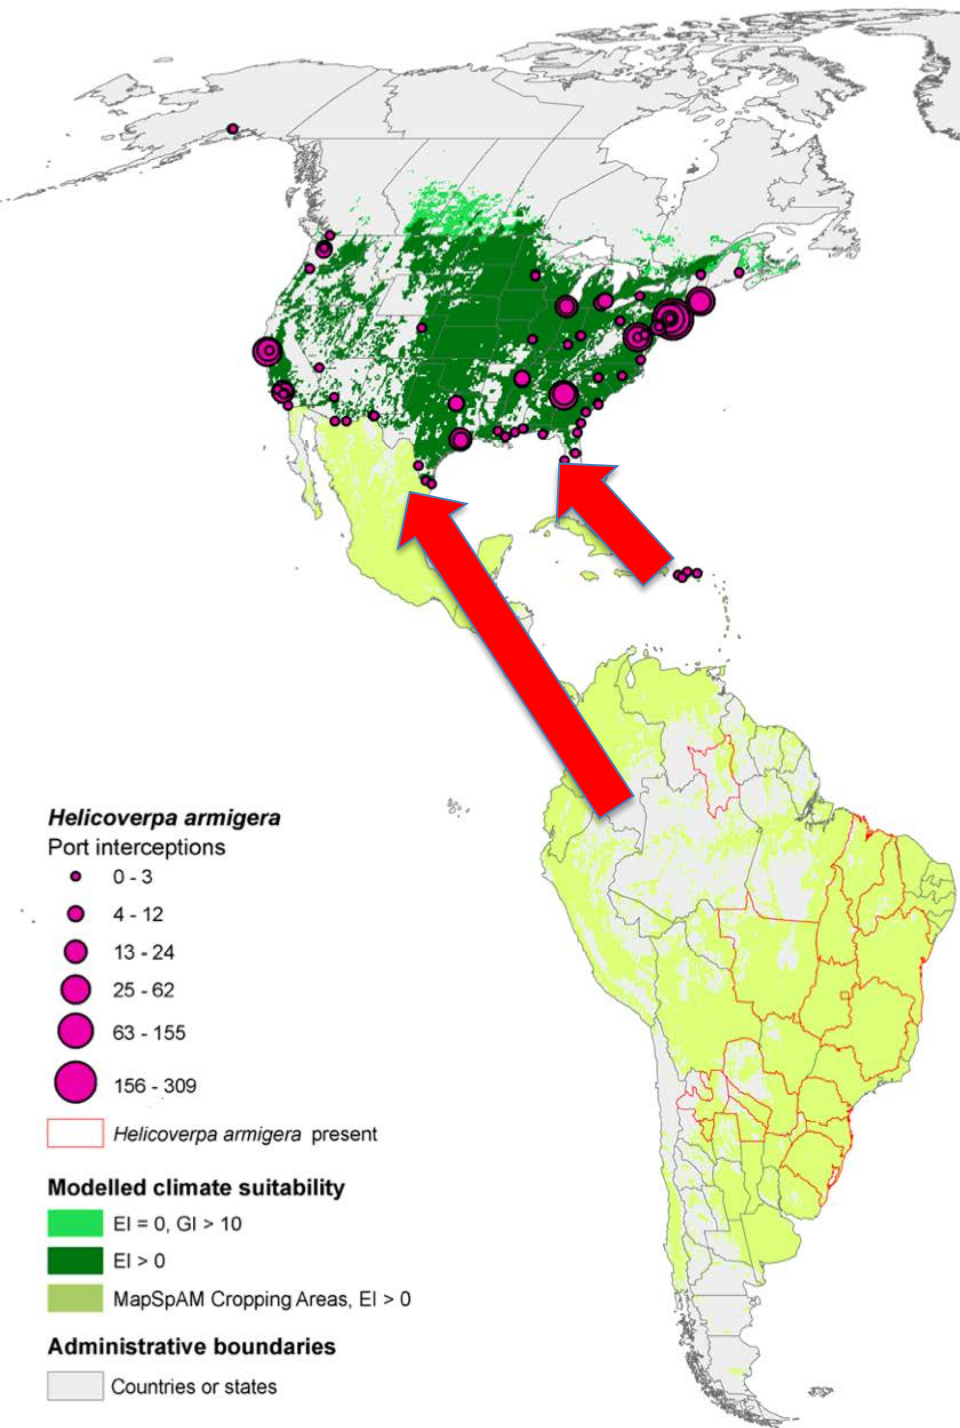 Helicoverpa armigera
Port interceptions
0 - 3
4 - 12
13 - 24
25 - 62
63 - 155
156 - 309
Helicoverpa armigera present
Modelled climate suitability
EI = 0, GI > 10
EI > 0
MapSpAM Cropping Areas, EI > 0
Administrative boundaries
Countries or states